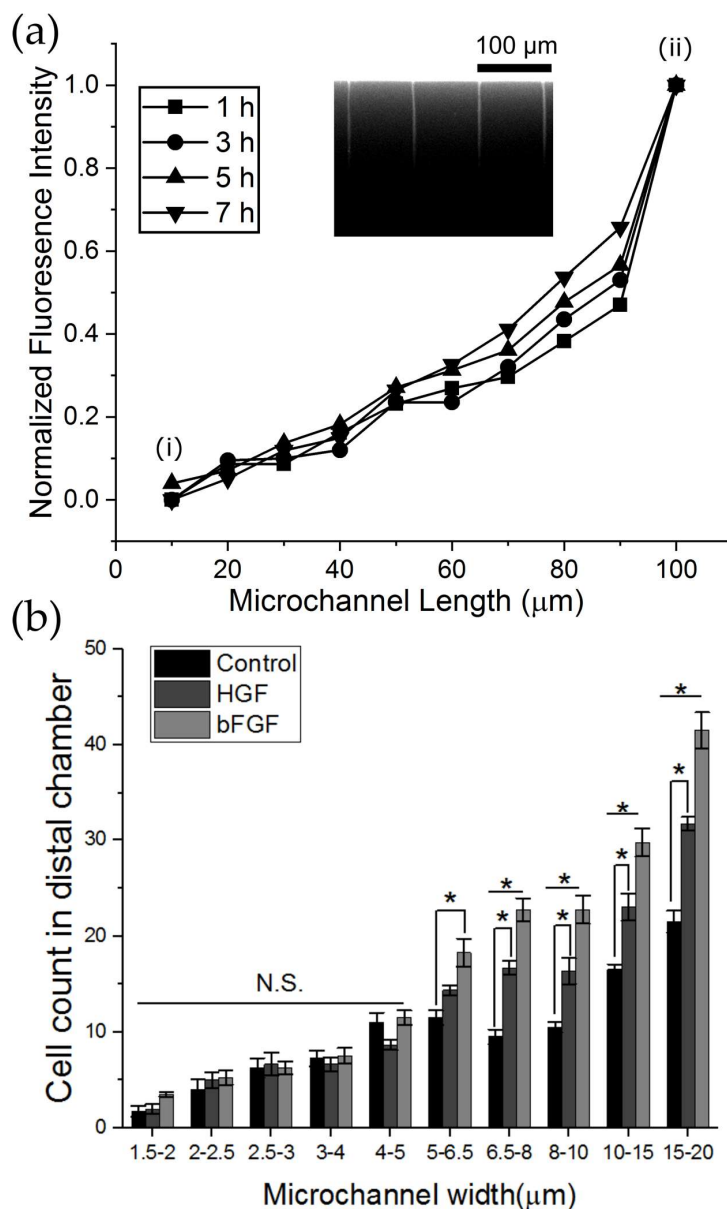 (a)
100 μm
(ii)
1 h
3 h
5 h
7 h
Normalized Fluoresence Intensity
1.0
0.8
0.6
0.4
0.2
0.0
(i)
0 20 40 60 80 100
Microchannel Length (μm)
(b)
Control
HGF
bFGF
Cell count in distal chamber
50
40
30
20
10
0
N.S.
* * * * * * * * *
1.5-2 2-2.5 2.5-3 3-4 4-5 5-6.5 6.5-8 8-10 10-15 15-20
Microchannel width(μm)